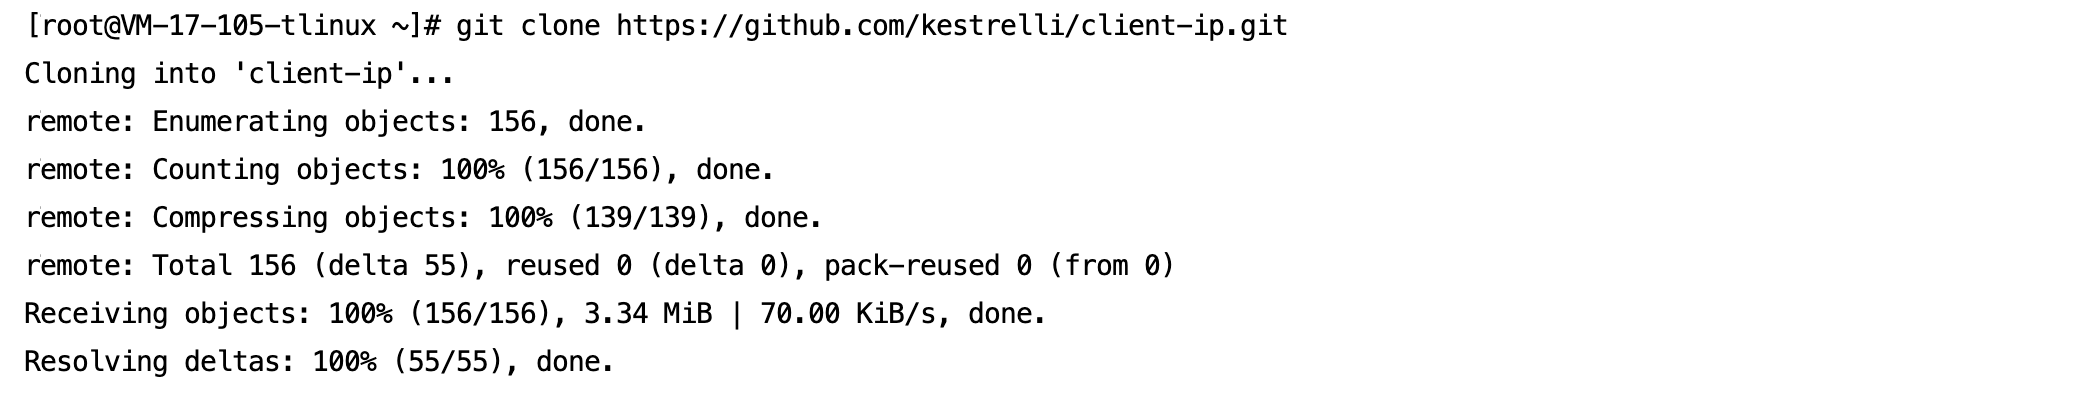 [root@VM-17-105-tlinux ~]# git clone https://github.com/kestrelli/client-ip.git
Cloning into 'client-ip'...
remote: Enumerating objects: 156, done.
remote: Counting objects: 100% (156/156), done.
remote: Compressing objects: 100% (139/139), done.
remote: Total 156 (delta 55), reused 0 (delta 0), pack-reused 0 (from 0)
Receiving objects: 100% (156/156), 3.34 MiB | 70.00 KiB/s, done.
Resolving deltas: 100% (55/55), done.